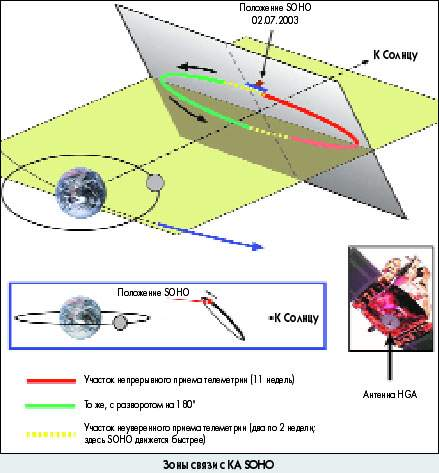 Положение SOHO
02.07.2003
К Солнцу
Положение SOHO
К Солнцу
Антенна HGA
Участок непрерывного приема телеметрии (11 недель)
То же, с разворотом на 180°
Участок неуверенного приема телеметрии (два по 2 недели;
здесь SOHO движется быстрее)
Зоны связи с КА SOHO